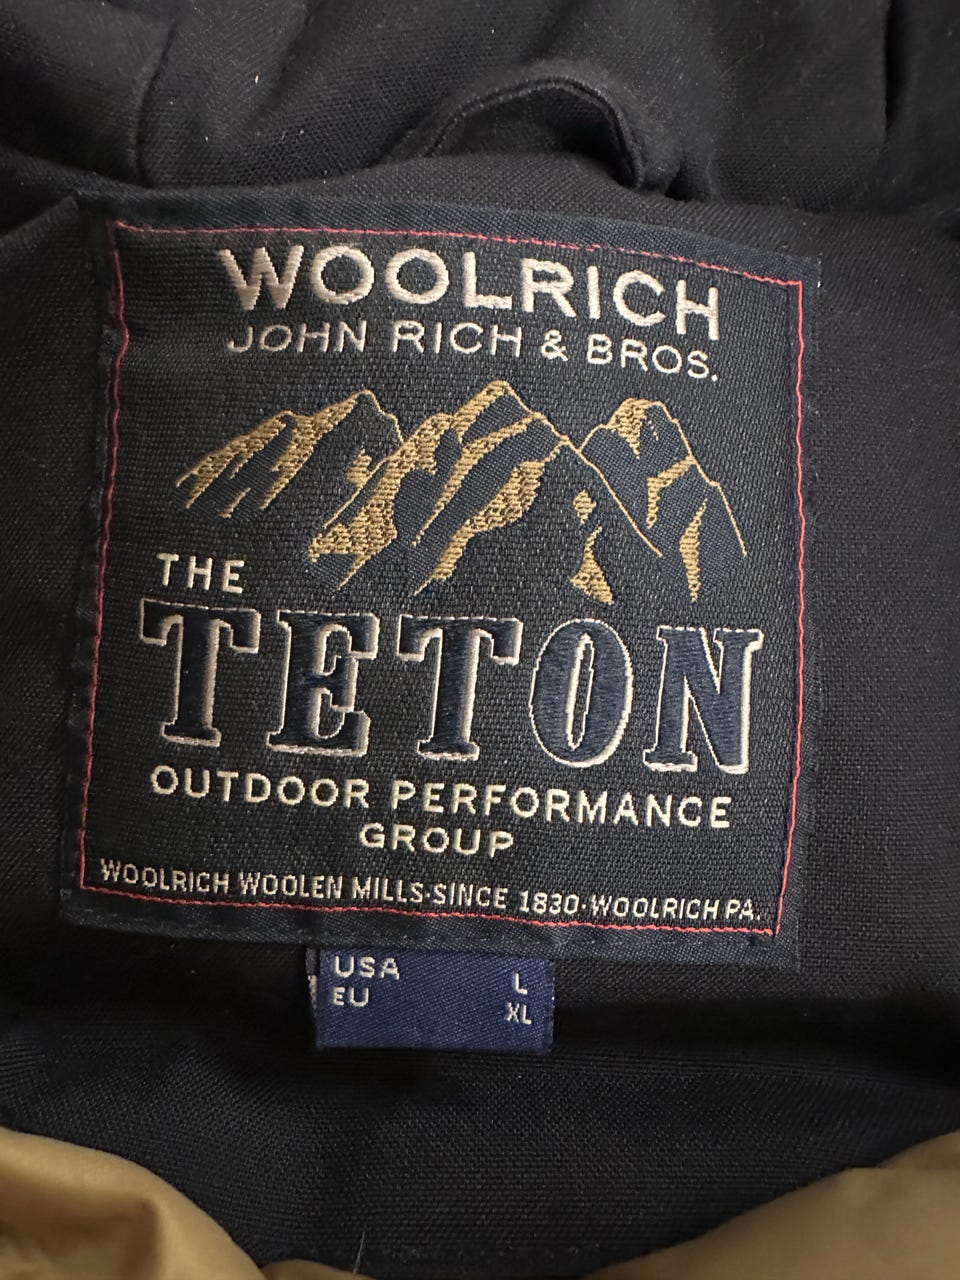 WOOLRICH
JOHN RICH & BROS.
THE
TETON
OUTDOOR PERFORMANCE
GROUP
WOOLRICH WOOLEN MILLS·SINCE 1830·WOOLRICH PA.
USA L
EU XL